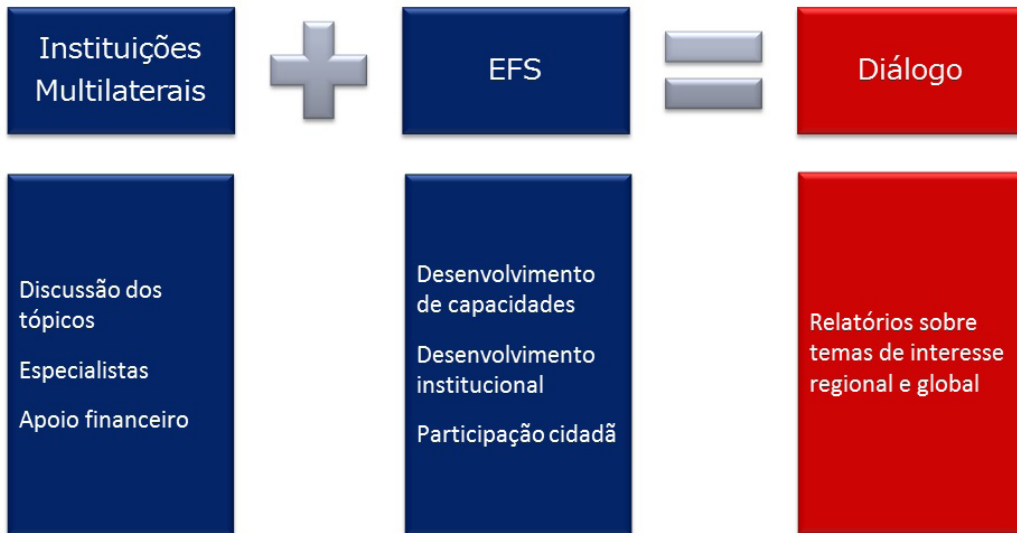 Instituições
Multilaterais
EFS
Diálogo
Discussão dos
tópicos
Especialistas
Apoio financeiro
Desenvolvimento
de capacidades
Desenvolvimento
institucional
Participação cidadã
Relatórios sobre
temas de interesse
regional e global